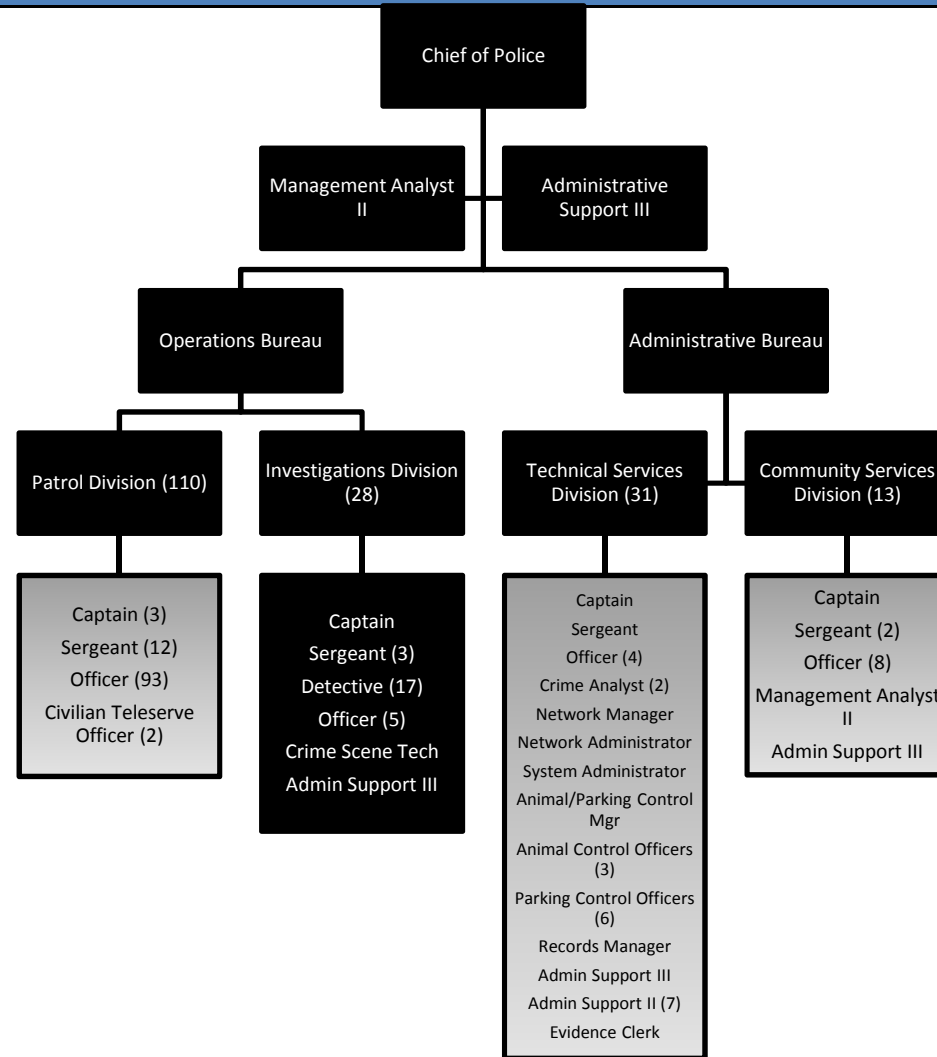 Chief of Police
Management Analyst
II
Administrative
Support III
Operations Bureau
Administrative Bureau
Patrol Division (110)
Investigations Division
(28)
Technical Services
Division (31)
Community Services
Division (13)
Captain (3)
Sergeant (12)
Officer (93)
Civilian Teleserve
Officer (2)
Captain
Sergeant (3)
Detective (17)
Officer (5)
Crime Scene Tech
Admin Support III
Captain
Sergeant
Officer (4)
Crime Analyst (2)
Network Manager
Network Administrator
System Administrator
Animal/Parking Control
Mgr
Animal Control Officers
(3)
Parking Control Officers
(6)
Records Manager
Admin Support III
Admin Support II (7)
Evidence Clerk
Captain
Sergeant (2)
Officer (8)
Management Analyst
II
Admin Support III